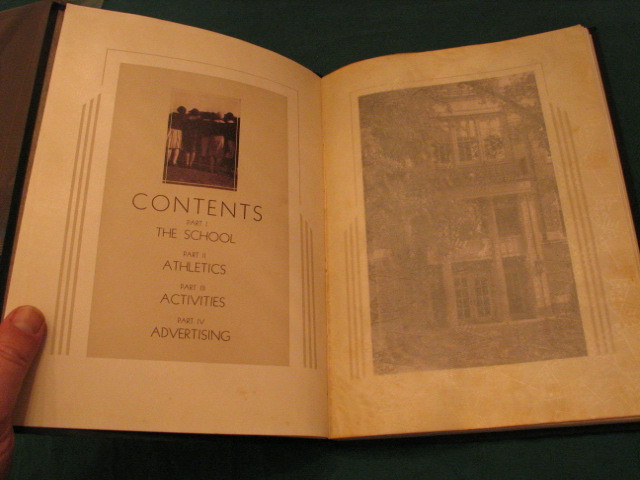 CONTENTS
PART I
THE SCHOOL
PART II
ATHLETICS
PART III
ACTIVITIES
PART IV
ADVERTISING